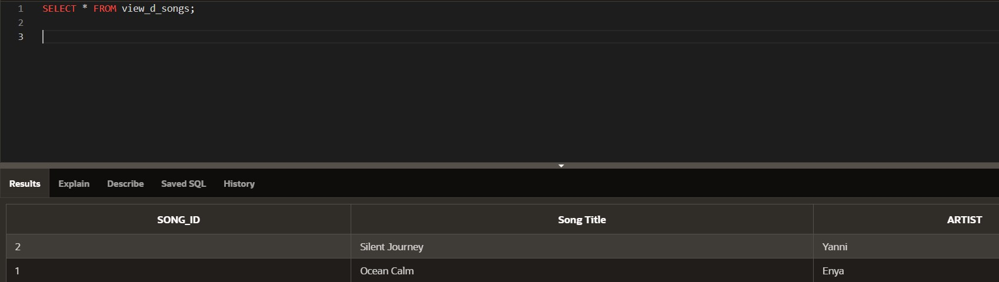 1 SELECT * FROM view_d_songs;
2
3
Results Explain Describe Saved SQL History
SONG_ID Song Title ARTIST
2 Silent Journey Yanni
1 Ocean Calm Enya